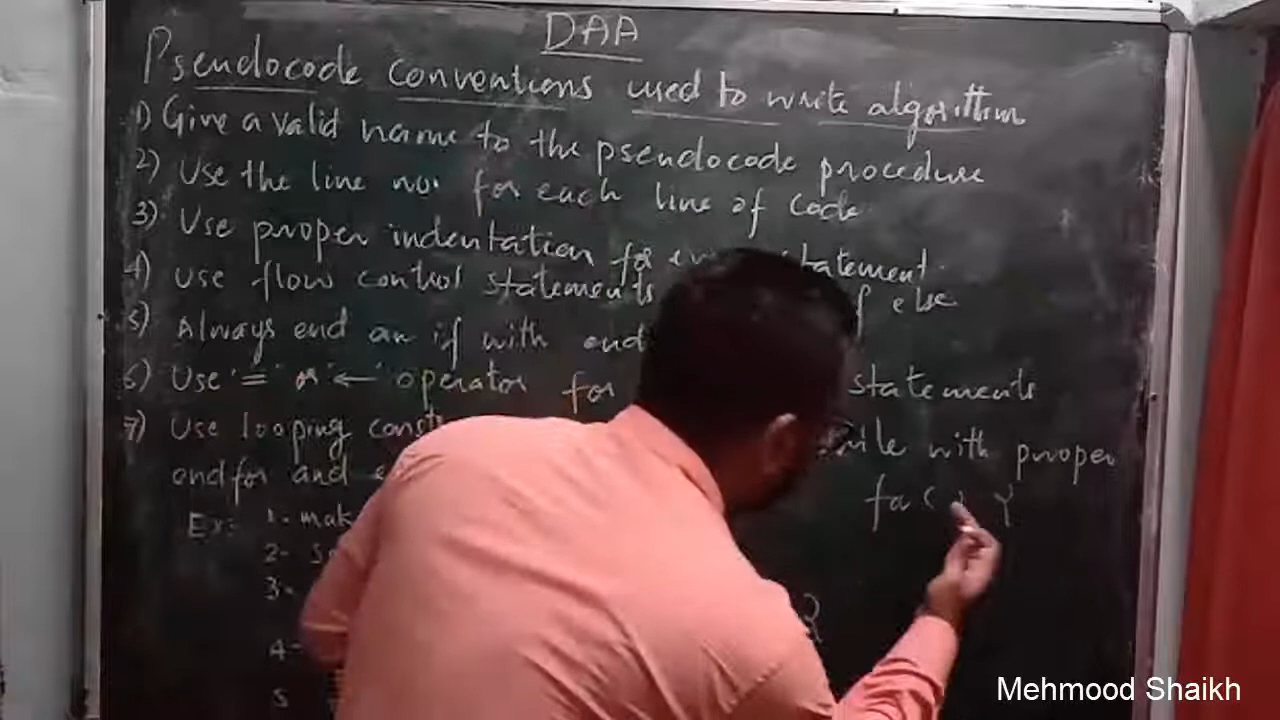 DAA
Pseudocode conventions used to write algorithm
1) Give a valid name to the pseudocode procedure
2) Use the line no. for each line of code.
3) Use proper indentation for statement.
4) Use flow control statements if else
5) Always end an if with end
6) Use '=' or '←' operator for statements
7) Use looping while with proper
endfor and
Ex: 1- mak
2-
3-
4-
5
2
Mehmood Shaikh